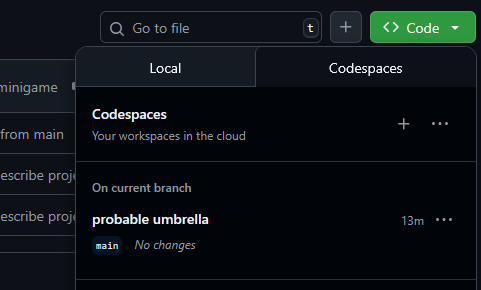 Go to file
t
Code
Local
Codespaces
minigame
Codespaces
Your workspaces in the cloud
from main
On current branch
escribe proje
probable umbrella
13m
escribe proje
main
No changes